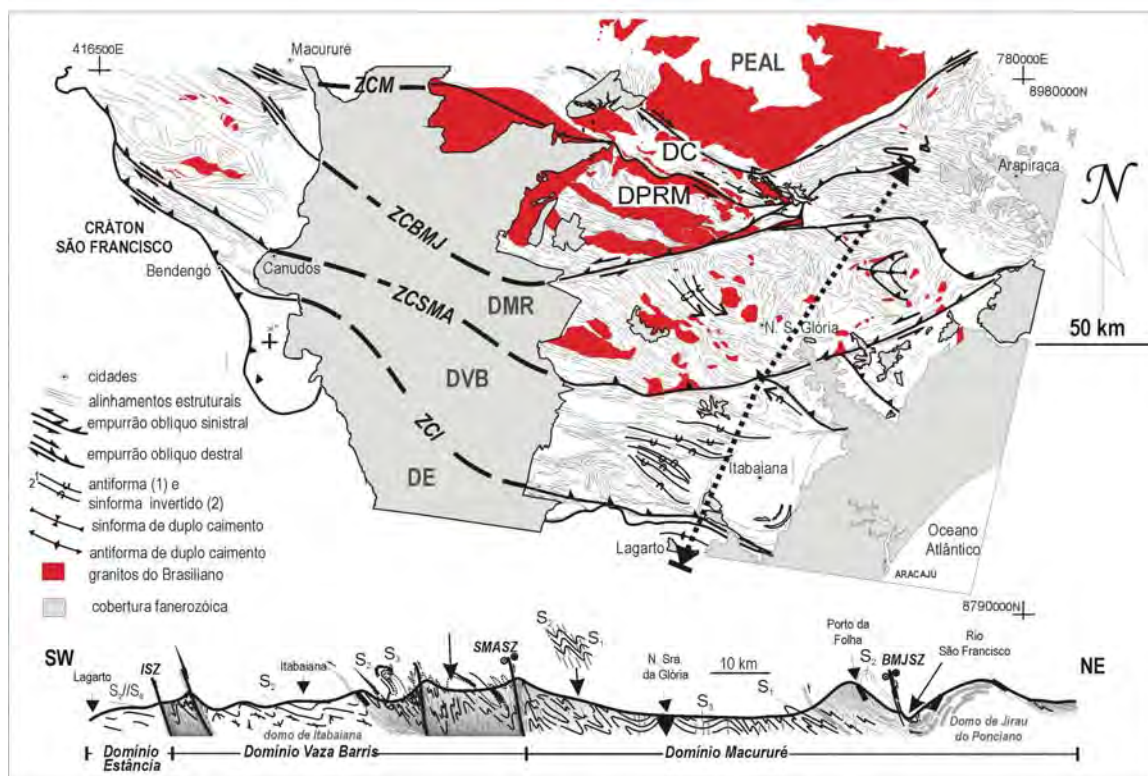 416500E
Macururé
PEAL
780000E
8980000N
ZCM
DC
Arapiraca
DPRM
N
CRÁTON
SÃO FRANCISCO
ZCBMJ
Bendengó
Canudos
DMR
ZCSMA
N. S. Glória
50 km
DVB
ZCI
DE
Itabaiana
Lagarto
Oceano
Atlântico
ARACAJÚ
cidades
alinhamentos estruturais
empurrão oblíquo sinistral
empurrão oblíquo destral
2 1
antiforma (1) e
sinforma invertido (2)
sinforma de duplo caimento
antiforma de duplo caimento
granitos do Brasiliano
cobertura fanerozóica
8790000N
SW
NE
Lagarto
ISZ
Itabaiana
S2
S3
S2
SMASZ
S1
N. Sra.
da Glória
10 km
S1
S3
Porto da
Folha
S2
BMJSZ
Rio
São Francisco
domo de Itabaiana
Domo de Jirau
do Ponciano
Domínio
Estância
Domínio Vaza Barris
Domínio Macururé